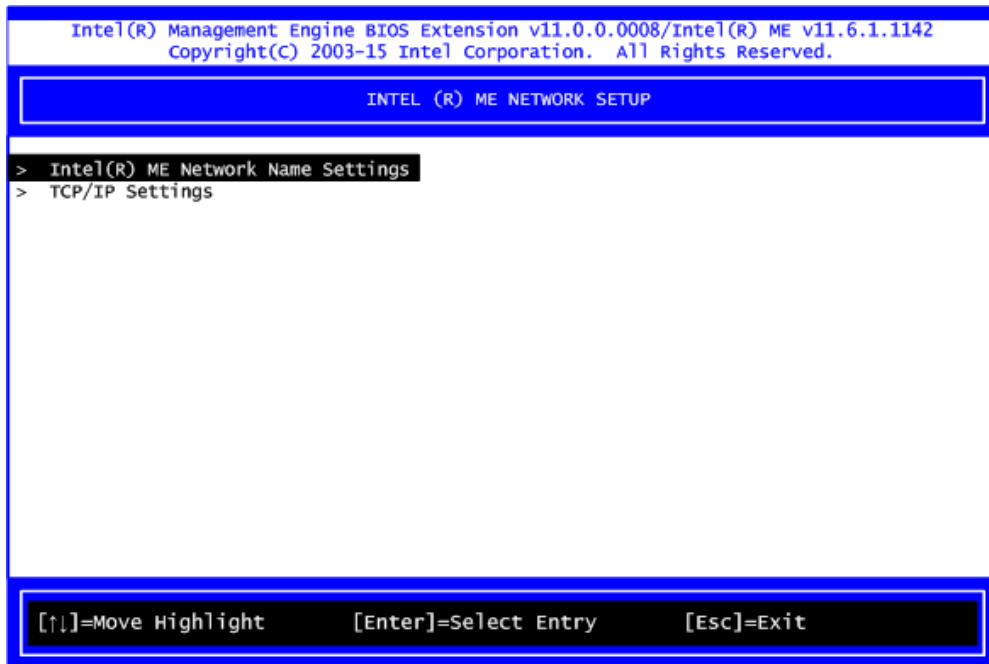 Intel(R) Management Engine BIOS Extension v11.0.0.0008/Intel(R) ME v11.6.1.1142
Copyright(C) 2003-15 Intel Corporation. All Rights Reserved.
INTEL (R) ME NETWORK SETUP
> Intel(R) ME Network Name Settings
> TCP/IP Settings
[↑↓]=Move Highlight [Enter]=Select Entry [Esc]=Exit